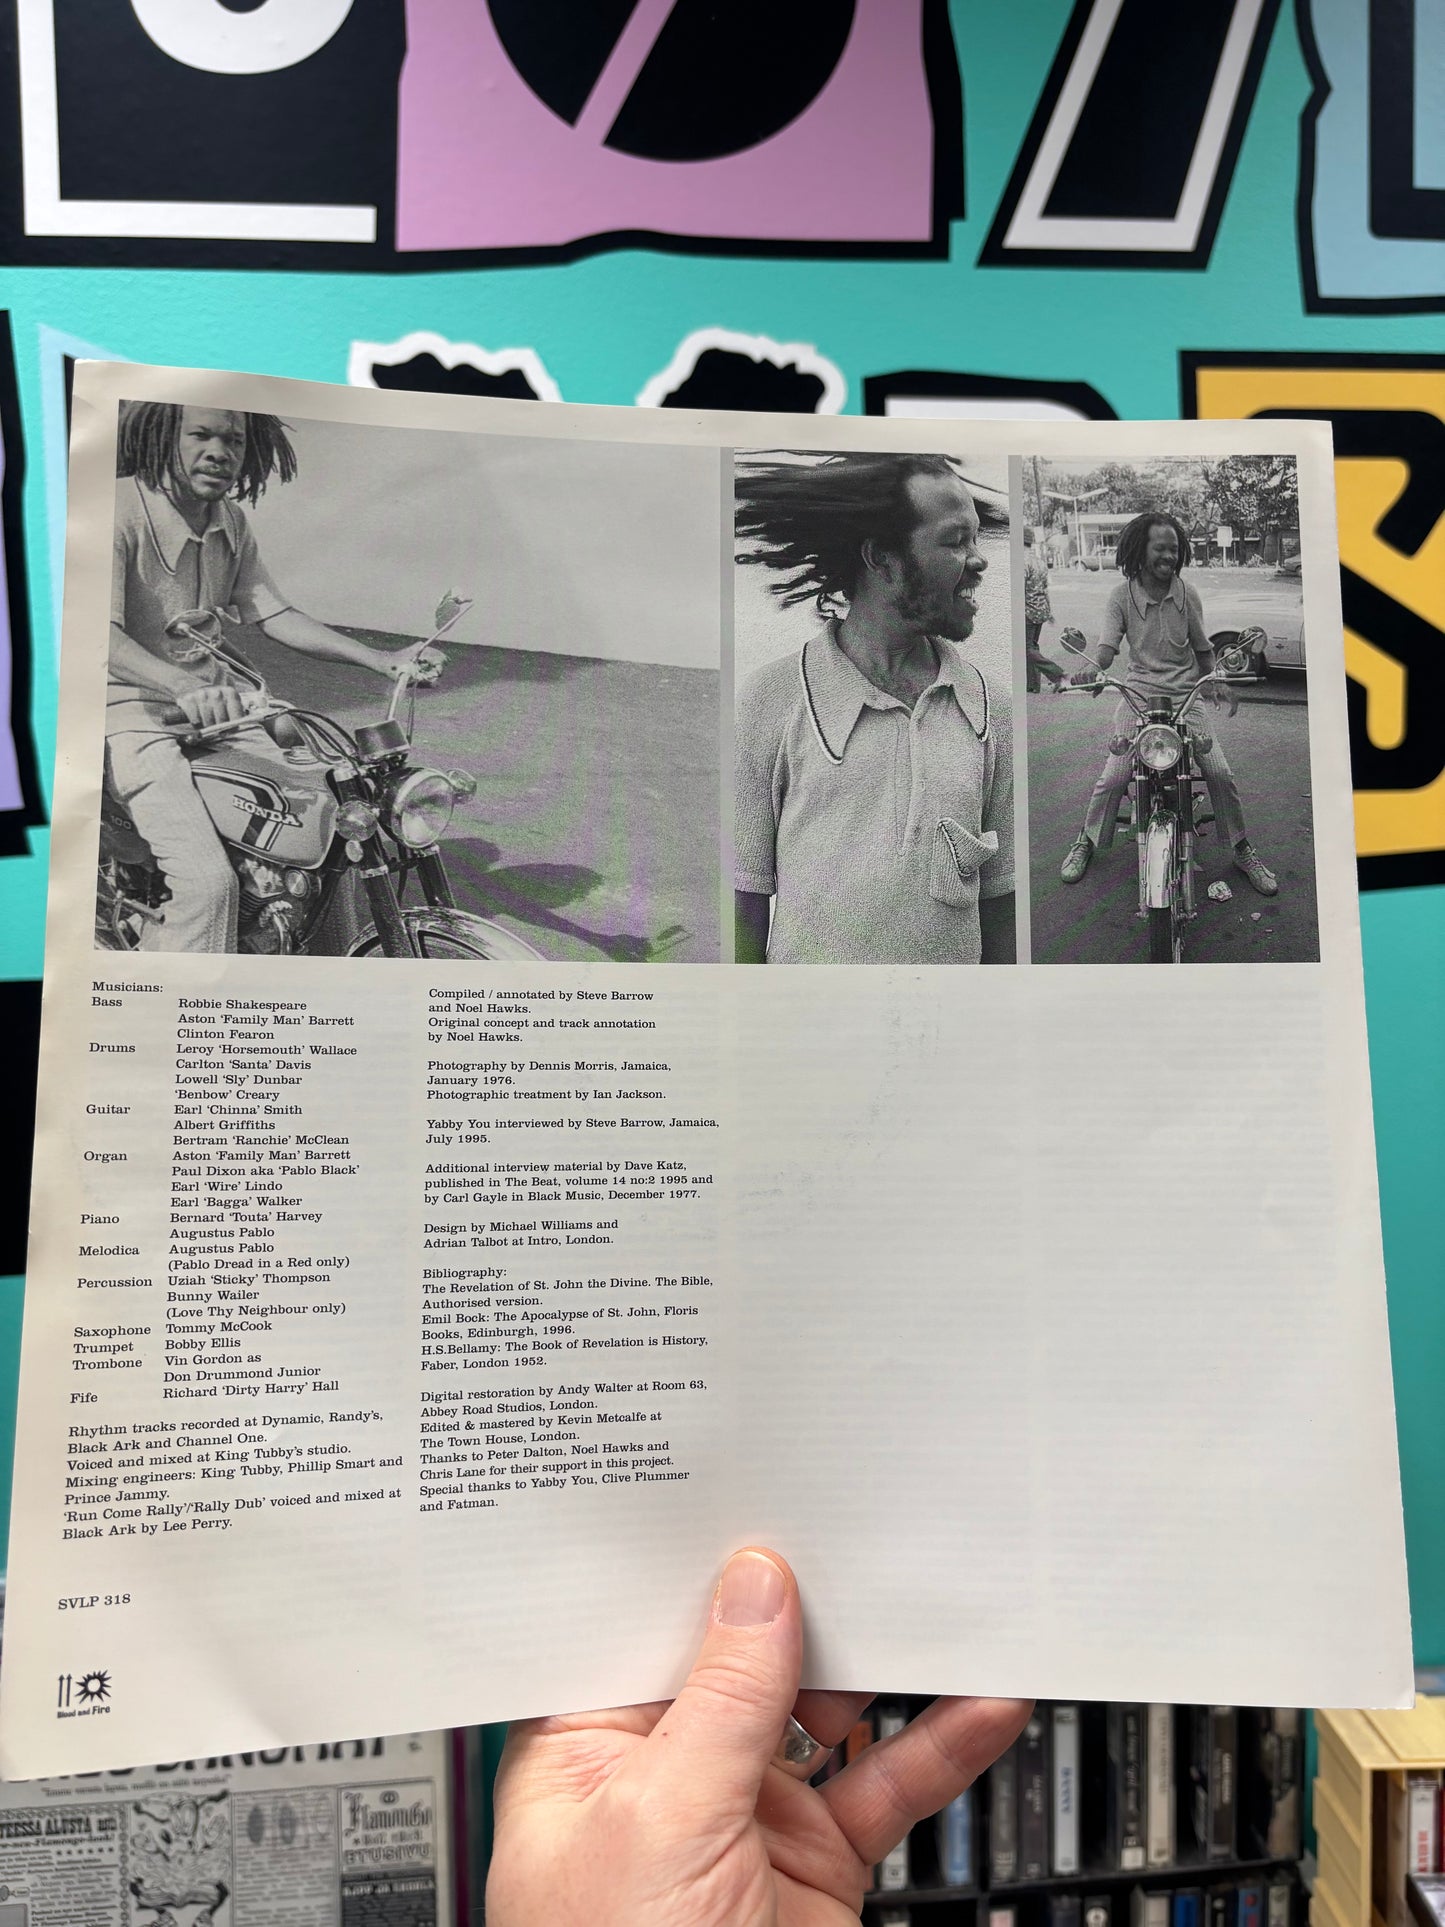 HONDA
100
Musicians:
Bass Robbie Shakespeare
Aston ‘Family Man’ Barrett
Clinton Fearon
Drums Leroy ‘Horsemouth’ Wallace
Carlton ‘Santa’ Davis
Lowell ‘Sly’ Dunbar
‘Benbow’ Creary
Guitar Earl ‘Chinna’ Smith
Albert Griffiths
Bertram ‘Ranchie’ McClean
Organ Aston ‘Family Man’ Barrett
Paul Dixon aka ‘Pablo Black’
Earl ‘Wire’ Lindo
Earl ‘Bagga’ Walker
Piano Bernard ‘Touta’ Harvey
Augustus Pablo
Melodica Augustus Pablo
(Pablo Dread in a Red only)
Percussion Uziah ‘Sticky’ Thompson
Bunny Wailer
(Love Thy Neighbour only)
Saxophone Tommy McCook
Trumpet Bobby Ellis
Trombone Vin Gordon as
Don Drummond Junior
Fife Richard ‘Dirty Harry’ Hall
Rhythm tracks recorded at Dynamic, Randy’s,
Black Ark and Channel One.
Voiced and mixed at King Tubby’s studio.
Mixing engineers: King Tubby, Phillip Smart and
Prince Jammy.
‘Run Come Rally’/‘Rally Dub’ voiced and mixed at
Black Ark by Lee Perry.
SVLP 318
Blood and Fire
Compiled / annotated by Steve Barrow
and Noel Hawks.
Original concept and track annotation
by Noel Hawks.
Photography by Dennis Morris, Jamaica,
January 1976.
Photographic treatment by Ian Jackson.
Yabby You interviewed by Steve Barrow, Jamaica,
July 1995.
Additional interview material by Dave Katz,
published in The Beat, volume 14 no:2 1995 and
by Carl Gayle in Black Music, December 1977.
Design by Michael Williams and
Adrian Talbot at Intro, London.
Bibliography:
The Revelation of St. John the Divine. The Bible,
Authorised version.
Emil Bock: The Apocalypse of St. John, Floris
Books, Edinburgh, 1996.
H.S.Bellamy: The Book of Revelation is History,
Faber, London 1952.
Digital restoration by Andy Walter at Room 63,
Abbey Road Studios, London.
Edited & mastered by Kevin Metcalfe at
The Town House, London.
Thanks to Peter Dalton, Noel Hawks and
Chris Lane for their support in this project.
Special thanks to Yabby You, Clive Plummer
and Fatman.
Flamongo
ETUSIVU